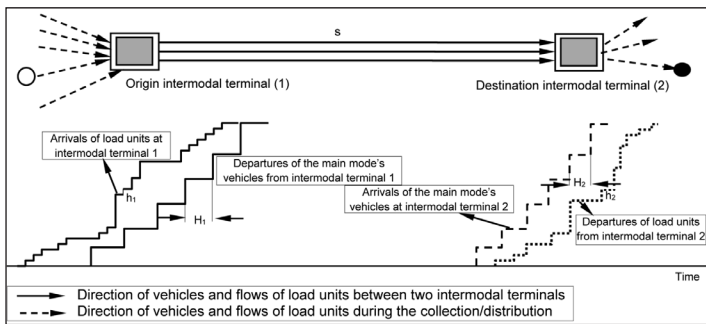 s
Origin intermodal terminal (1)
Destination intermodal terminal (2)
Arrivals of load units at
intermodal terminal 1
h1
Departures of the main mode's
vehicles from intermodal terminal 1
H1
Arrivals of the main mode's
vehicles at intermodal terminal 2
H2
h2
Departures of load units
from intermodal terminal 2
Time
Direction of vehicles and flows of load units between two intermodal terminals
Direction of vehicles and flows of load units during the collection/distribution